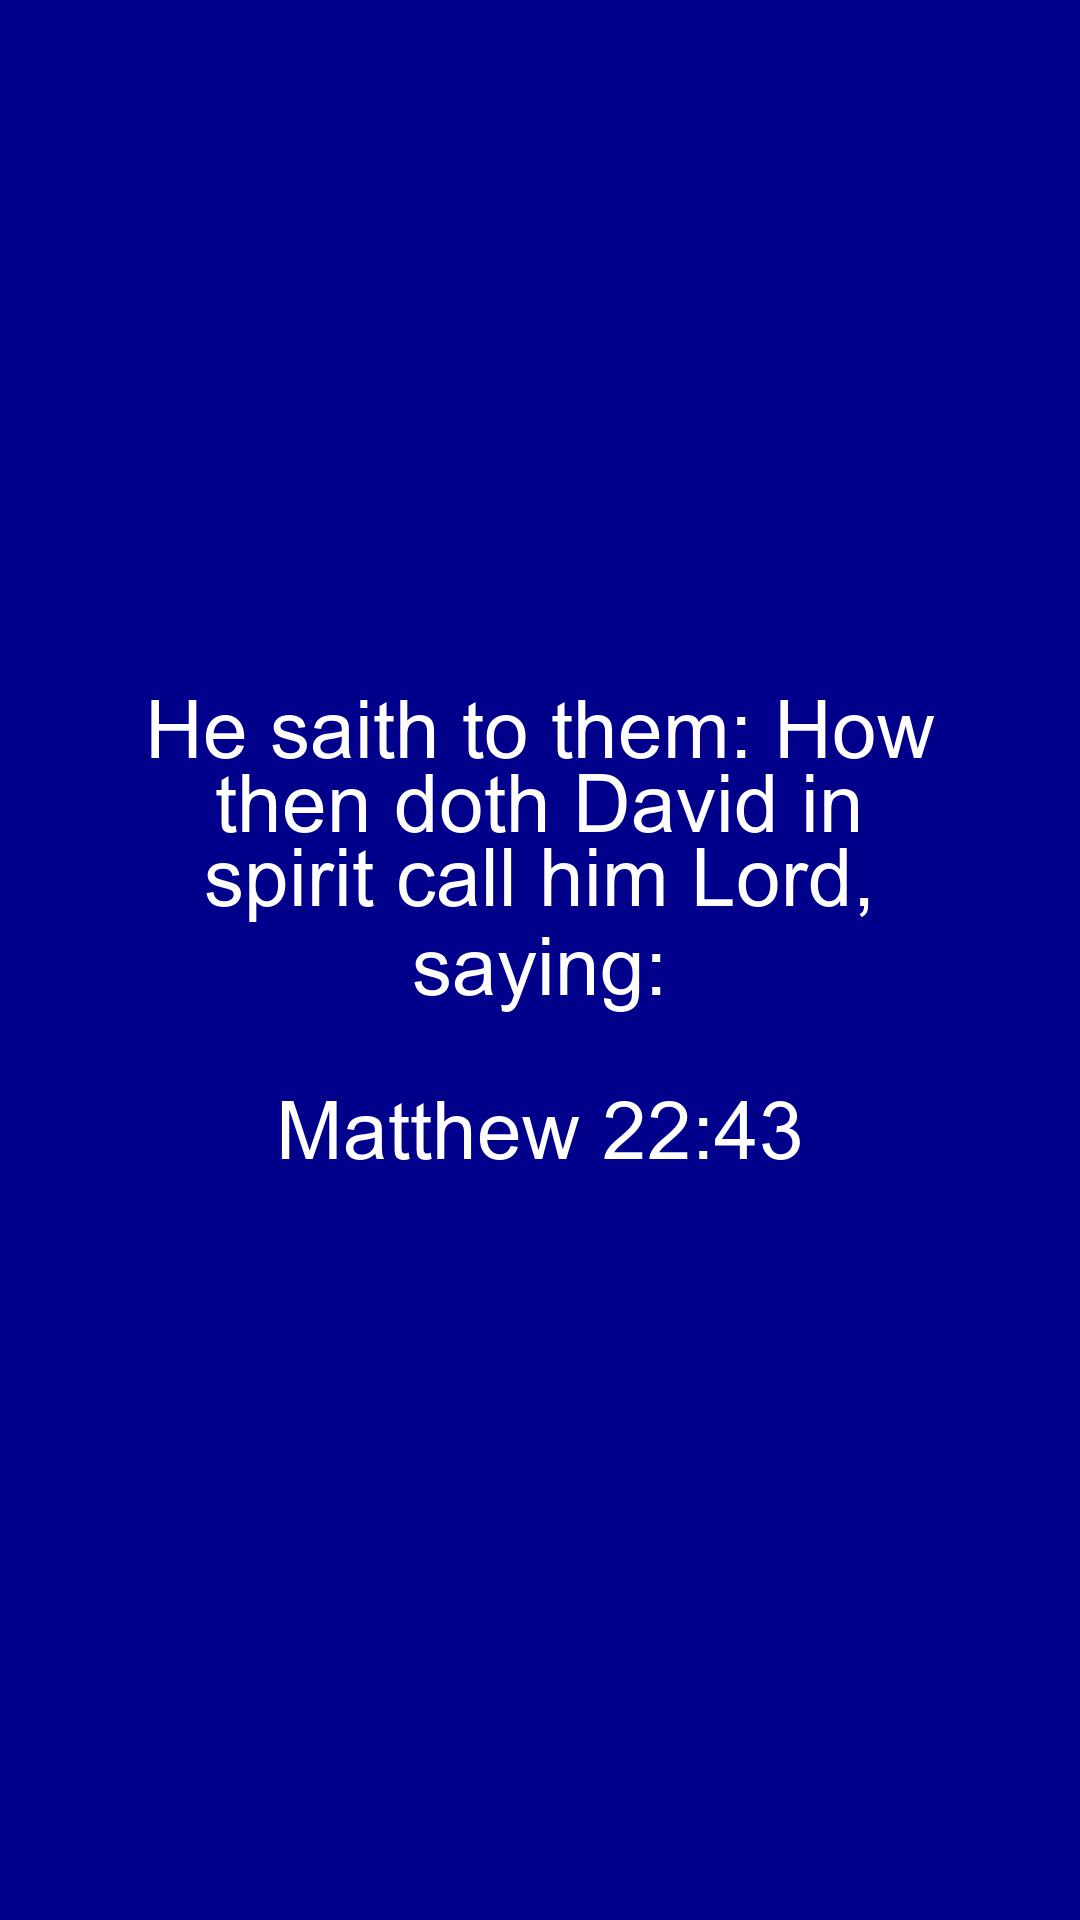 He saith to them: How
then doth David in
spirit call him Lord,
saying:
Matthew 22:43